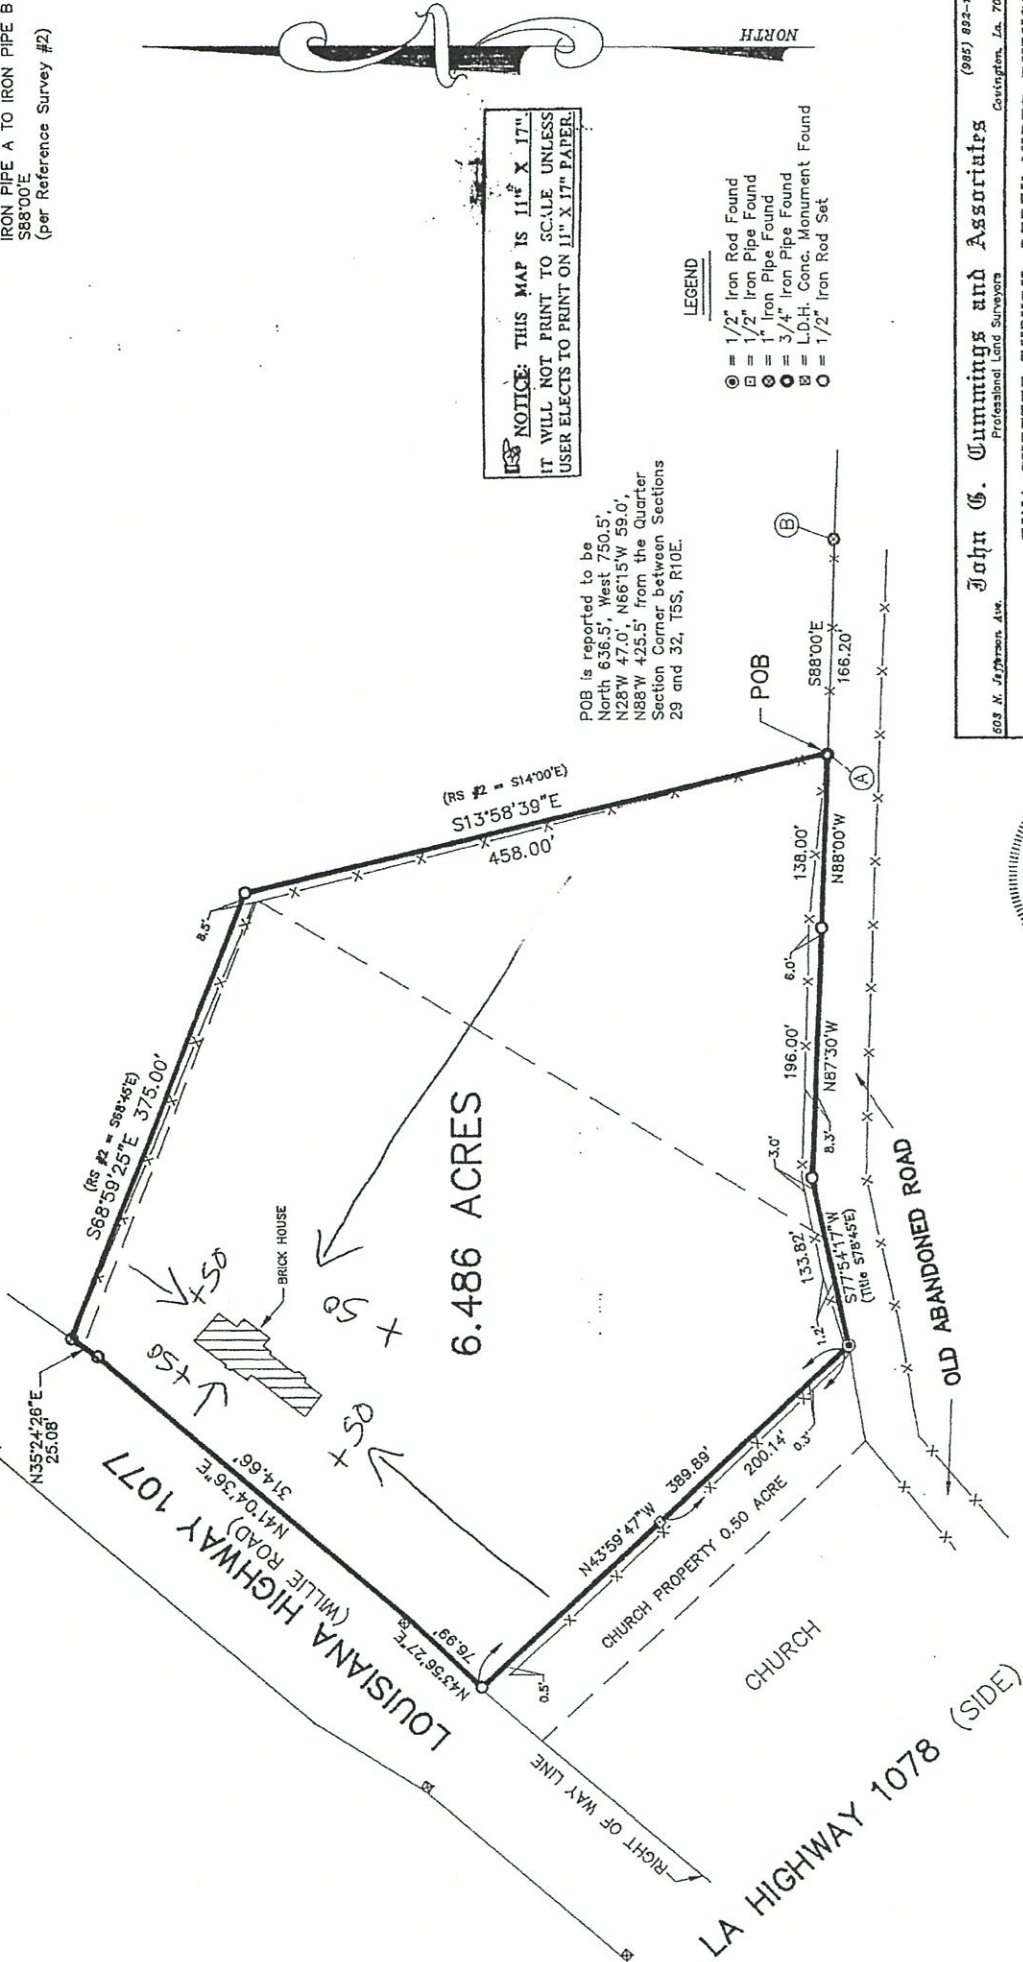 IRON PIPE A TO IRON PIPE B
S88°00'E
(per Reference Survey #2)
NORTH
NOTICE: THIS MAP IS 11" X 17".
IT WILL NOT PRINT TO SCALE UNLESS
USER ELECTS TO PRINT ON 11" X 17" PAPER.
LEGEND
= 1/2" Iron Rod Found
= 1/2" Iron Pipe Found
= 1" Iron Pipe Found
= 3/4" Iron Pipe Found
= L.D.H. Conc. Monument Found
= 1/2" Iron Rod Set
POB is reported to be
North 636.5', West 750.5',
N28°W 47.0', N66°15'W 59.0',
N88°W 425.5' from the Quarter
Section Corner between Sections
29 and 32, T5S, R10E.
POB
A
B
S88°00'E
166.20'
(RS #2 = S14°00'E)
S13°58'39"E
458.00'
8.5'
(RS #2 = S68°45'E)
S68°59'25"E 375.00'
N35°24'26"E
25.08'
LOUISIANA HIGHWAY 1077
(WILLIE ROAD)
N41°04'36"E
314.66'
N43°56'27"E
76.99'
BRICK HOUSE
+50
+50
+50
50 +
6.486 ACRES
138.00'
N88°00'W
6.0'
196.00'
N87°30'W
8.3'
3.0'
133.82'
S77°54'17"W
(Title S78°45'E)
1.2'
0.3'
N43°59'47"W 389.89'
200.14'
0.5'
CHURCH PROPERTY 0.50 ACRE
CHURCH
RIGHT OF WAY LINE
OLD ABANDONED ROAD
LA HIGHWAY 1078 (SIDE)
John G. Cummings and Associates
Professional Land Surveyors
603 N. Jefferson Ave.
(985) 892-1
Covington, La. 70